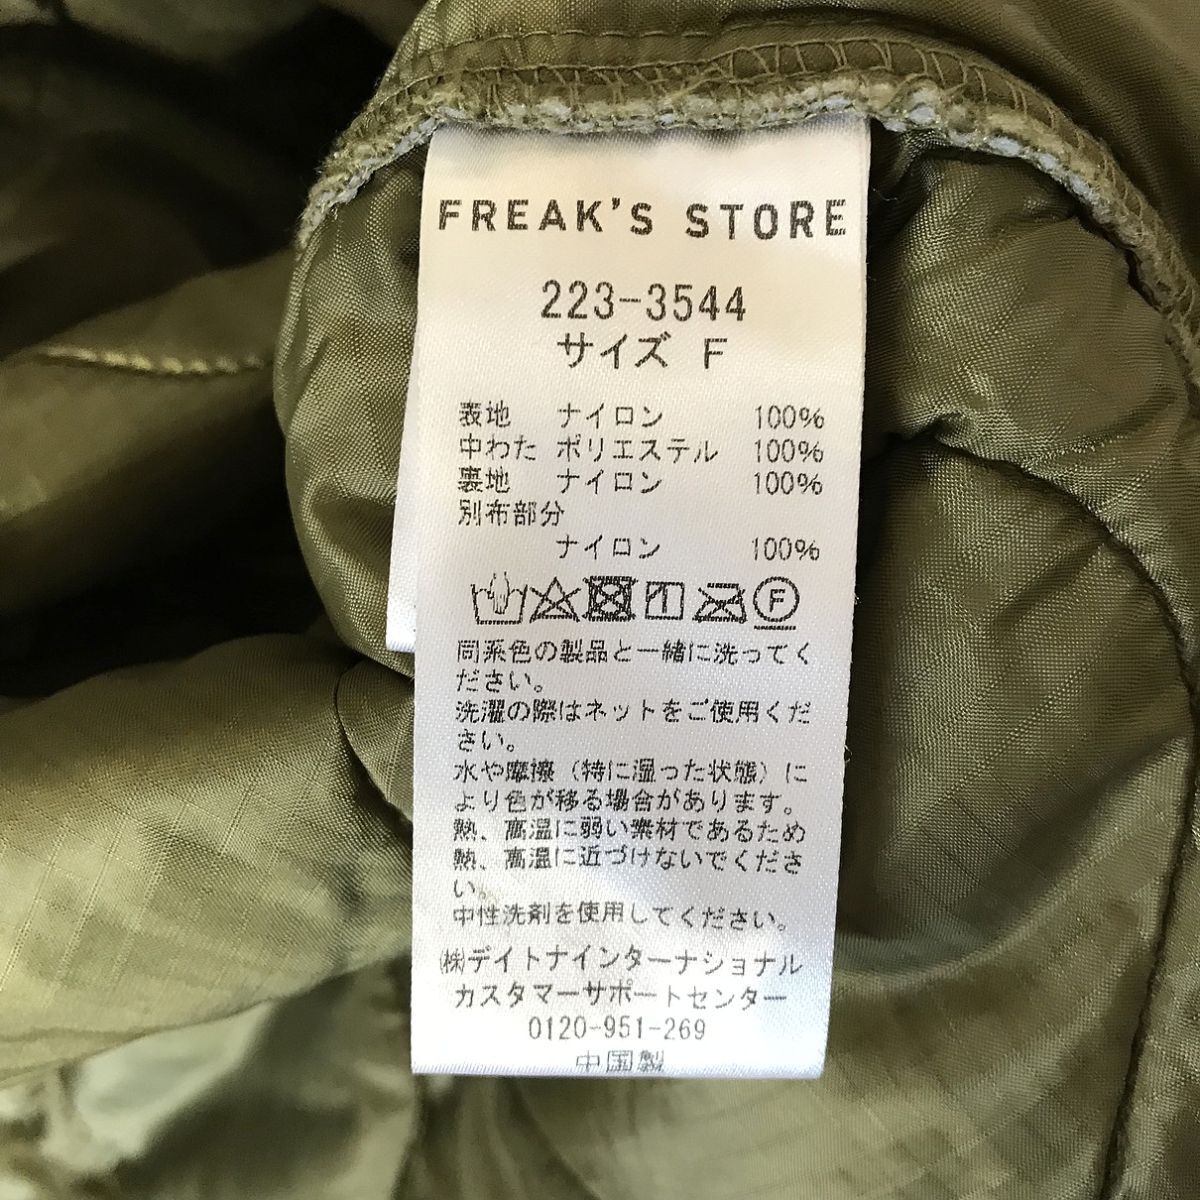 FREAK'S STORE
223-3544
サイズ F
表地 ナイロン 100%
中わた ポリエステル 100%
裏地 ナイロン 100%
別布部分
ナイロン 100%
F
同系色の製品と一緒に洗ってく
ださい。
洗濯の際はネットをご使用くだ
さい。
水や摩擦（特に湿った状態）に
より色が移る場合があります。
熱、高温に弱い素材であるため
熱、高温に近づけないでくださ
い。
中性洗剤を使用してください。
㈱デイトナインターナショナル
カスタマーサポートセンター
0120-951-269
中国製